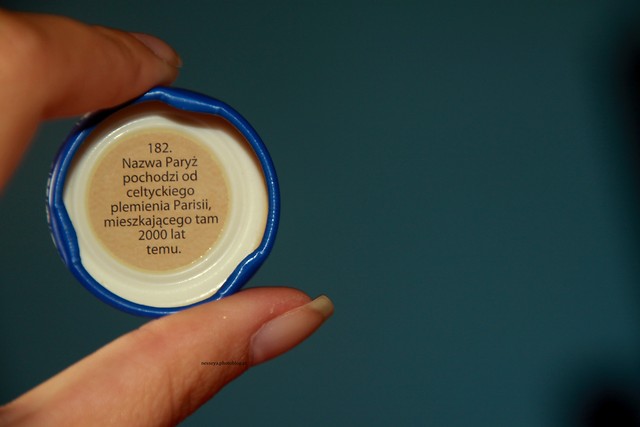 182.
Nazwa Paryż
pochodzi od
celtyckiego
plemienia Parisii,
mieszkającego tam
2000 lat
temu.